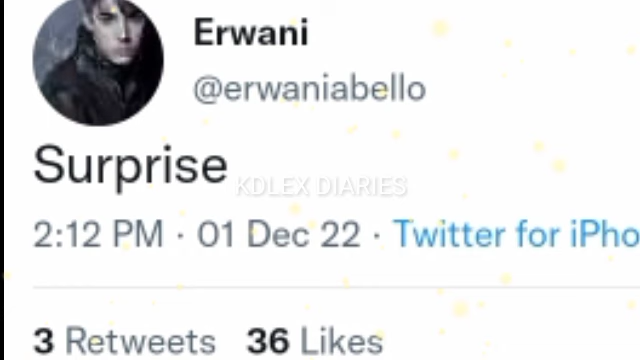 Erwani
@erwaniabello
Surprise
KDLEX DIARIES
2:12 PM · 01 Dec 22 · Twitter for iPho
3 Retweets 36 Likes